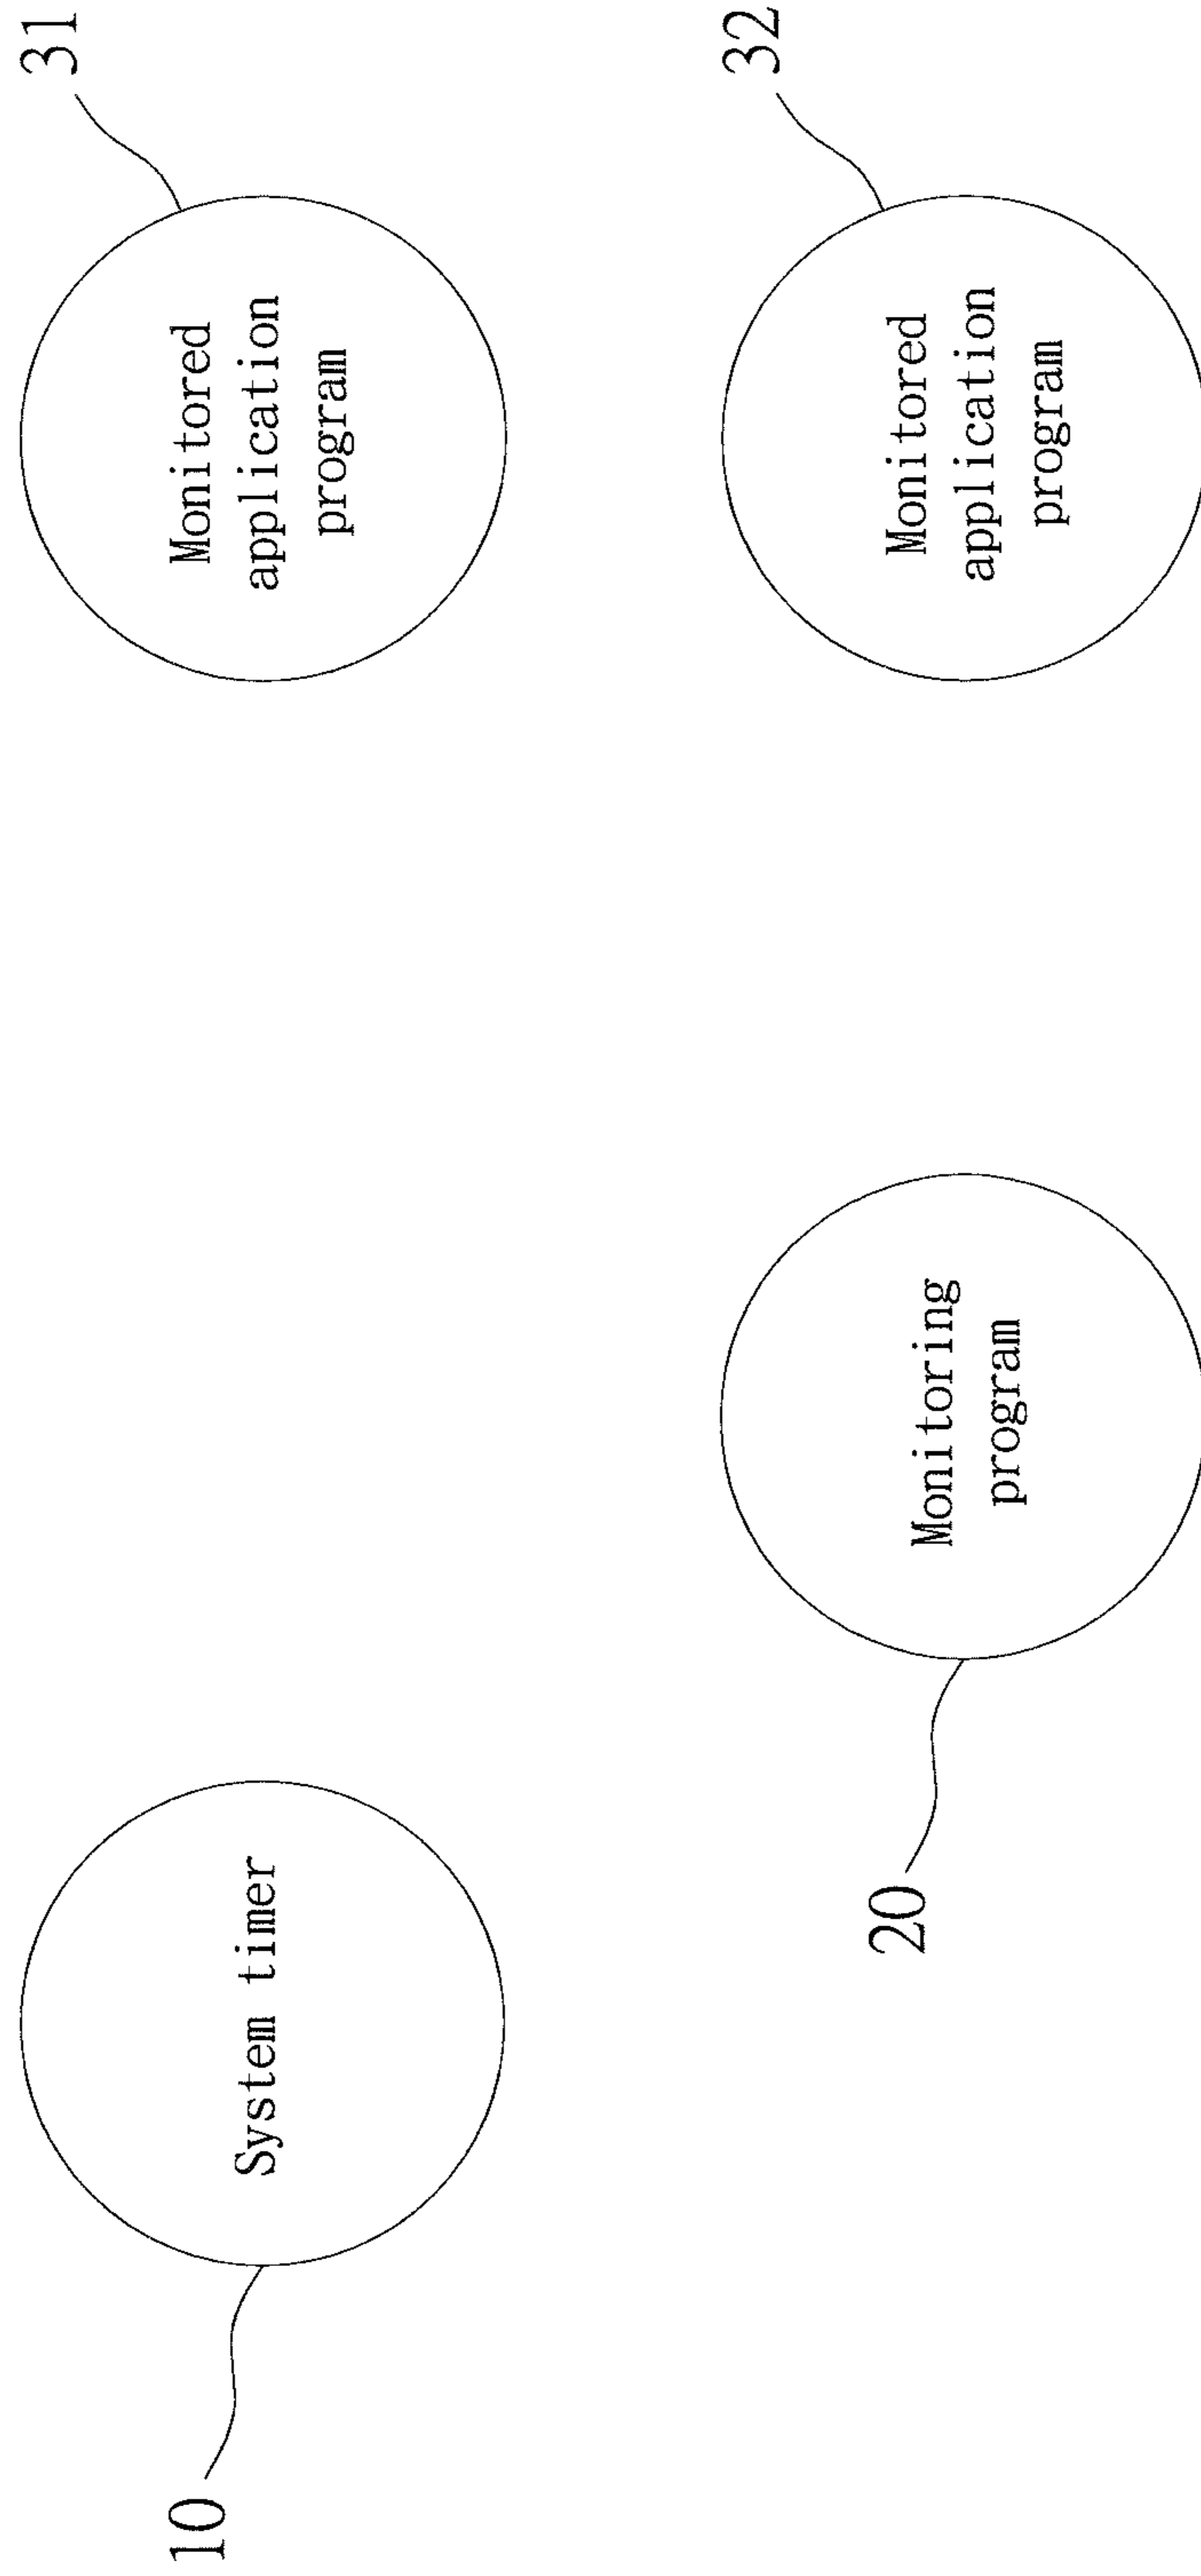 31
Monitored
application
program
System timer
10
32
Monitored
application
program
Monitoring
program
20